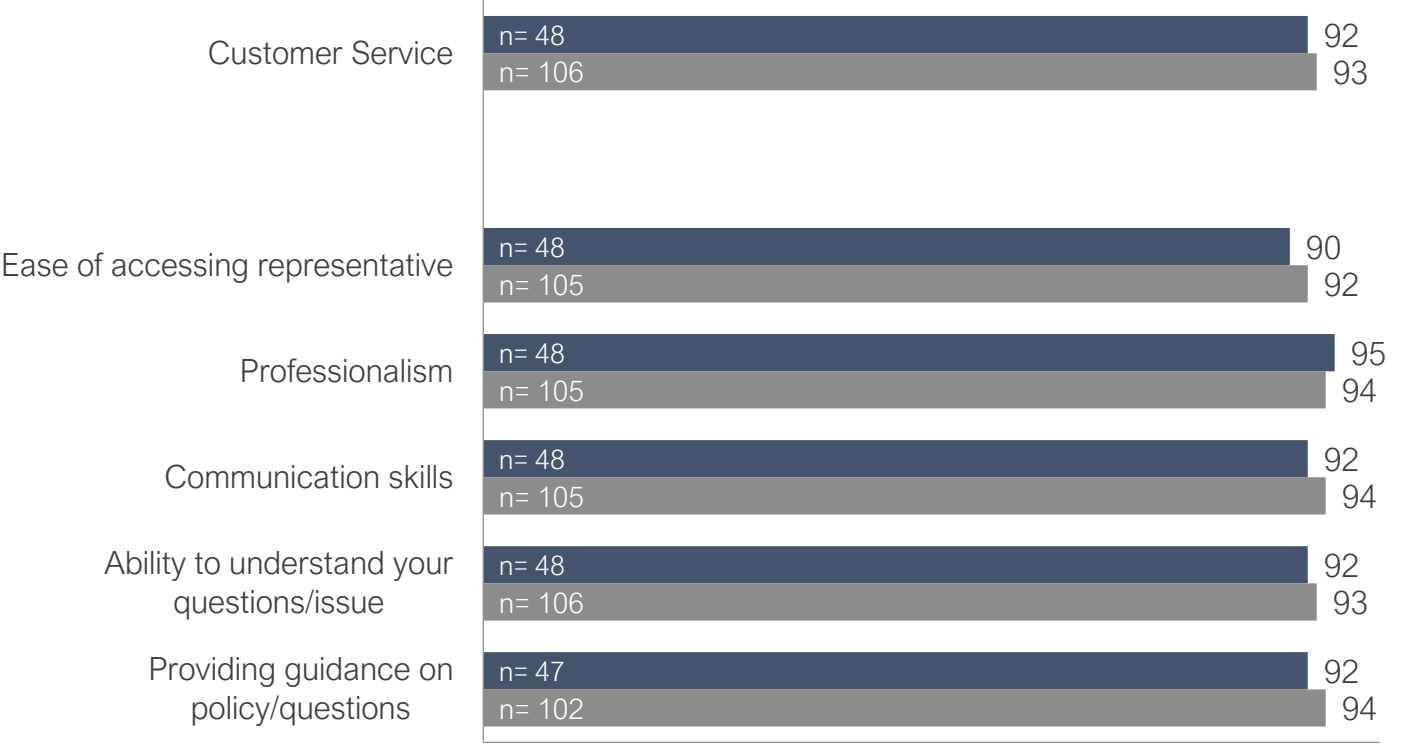 Customer Service
n= 48
92
n= 106
93
Ease of accessing representative
n= 48
90
n= 105
92
Professionalism
n= 48
95
n= 105
94
Communication skills
n= 48
92
n= 105
94
Ability to understand your
questions/issue
n= 48
92
n= 106
93
Providing guidance on
policy/questions
n= 47
92
n= 102
94